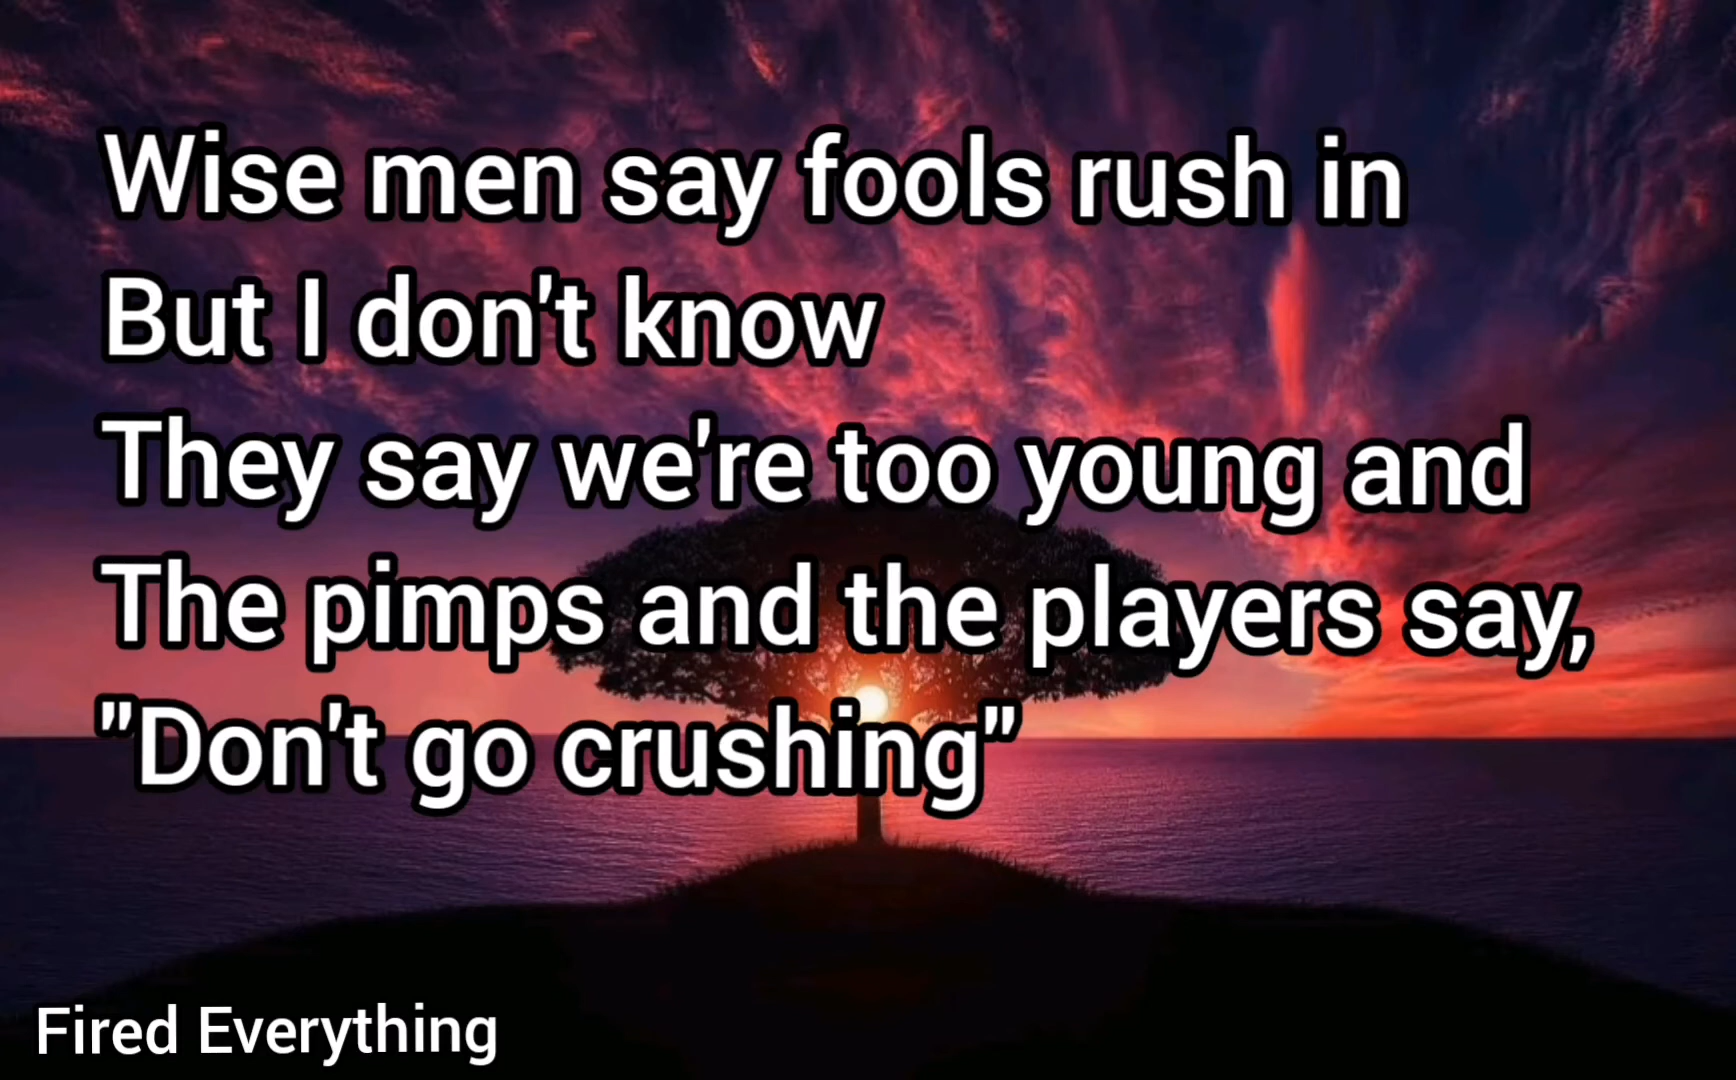 Wise men say fools rush in
But I don't know
They say we're too young and
The pimps and the players say,
"Don't go crushing"
Fired Everything